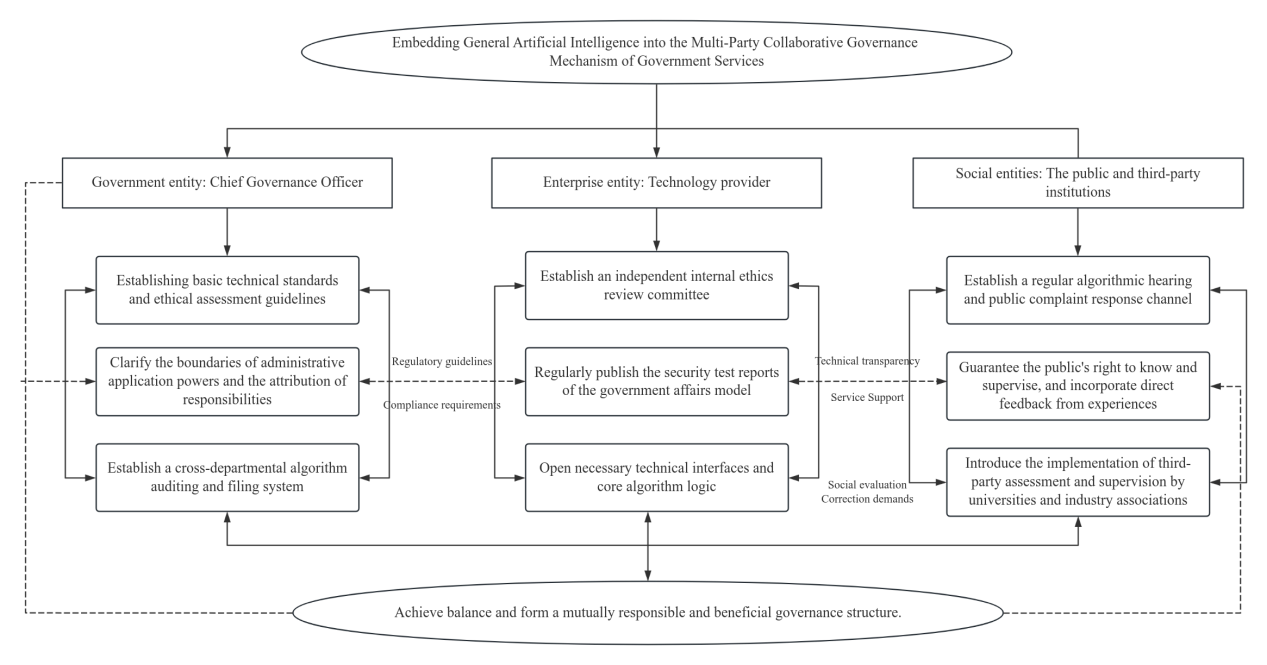 Embedding General Artificial Intelligence into the Multi-Party Collaborative Governance
Mechanism of Government Services
Government entity: Chief Governance Officer
Enterprise entity: Technology provider
Social entities: The public and third-party
institutions
Establishing basic technical standards
and ethical assessment guidelines
Establish an independent internal ethics
review committee
Establish a regular algorithmic hearing
and public complaint response channel
Clarify the boundaries of administrative
application powers and the attribution of
responsibilities
Regulatory guidelines
Compliance requirements
Regularly publish the security test reports
of the government affairs model
Technical transparency
Service Support
Guarantee the public's right to know and
supervise, and incorporate direct
feedback from experiences
Establish a cross-departmental algorithm
auditing and filing system
Open necessary technical interfaces and
core algorithm logic
Social evaluation
Correction demands
Introduce the implementation of third-
party assessment and supervision by
universities and industry associations
Achieve balance and form a mutually responsible and beneficial governance structure.